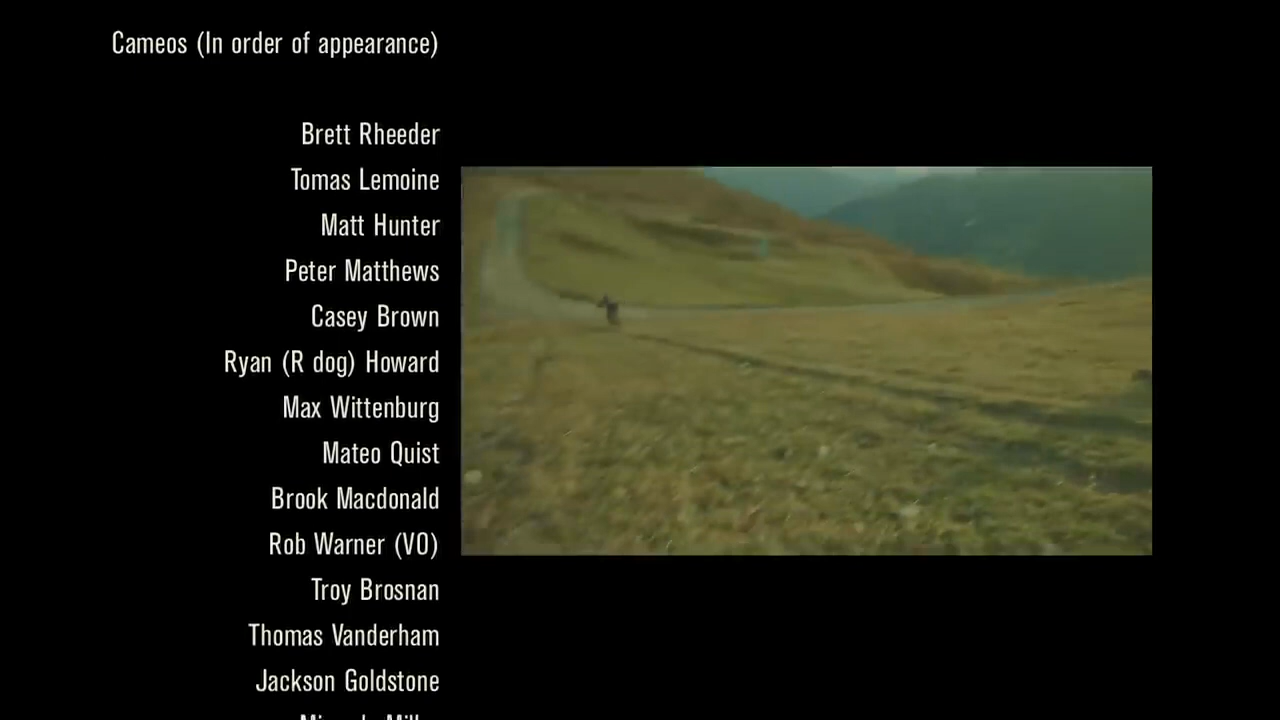 Cameos (In order of appearance)
Brett Rheeder
Tomas Lemoine
Matt Hunter
Peter Matthews
Casey Brown
Ryan (R dog) Howard
Max Wittenburg
Mateo Quist
Brook Macdonald
Rob Warner (VO)
Troy Brosnan
Thomas Vanderham
Jackson Goldstone